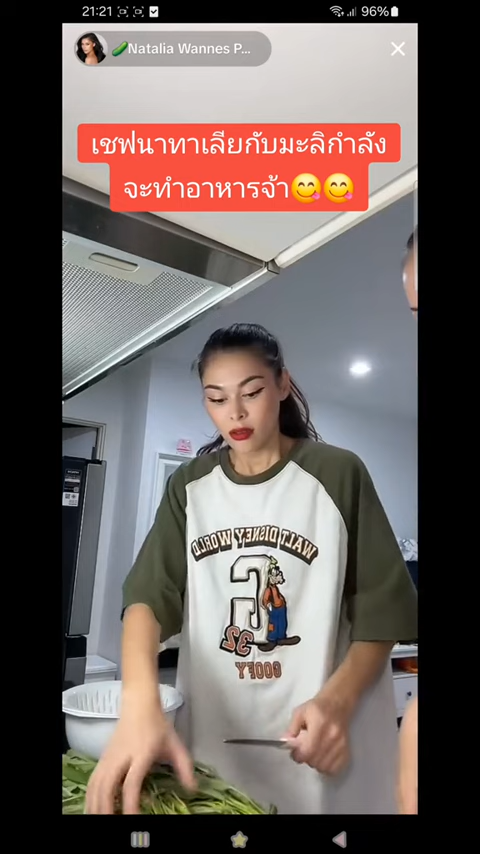 21:21
96%
🥒Natalia Wannes P...
เชฟนาทาเลียกับมะลิกำลัง
จะทำอาหารจ้า😋😋
WALT DISNEY WORLD
G
32
GOOFY